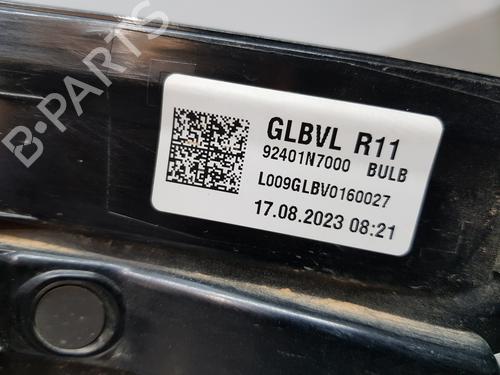 B-PARTS
GLBVL R11
92401N7000 BULB
L009GLBV0160027
17.08.2023 08:21